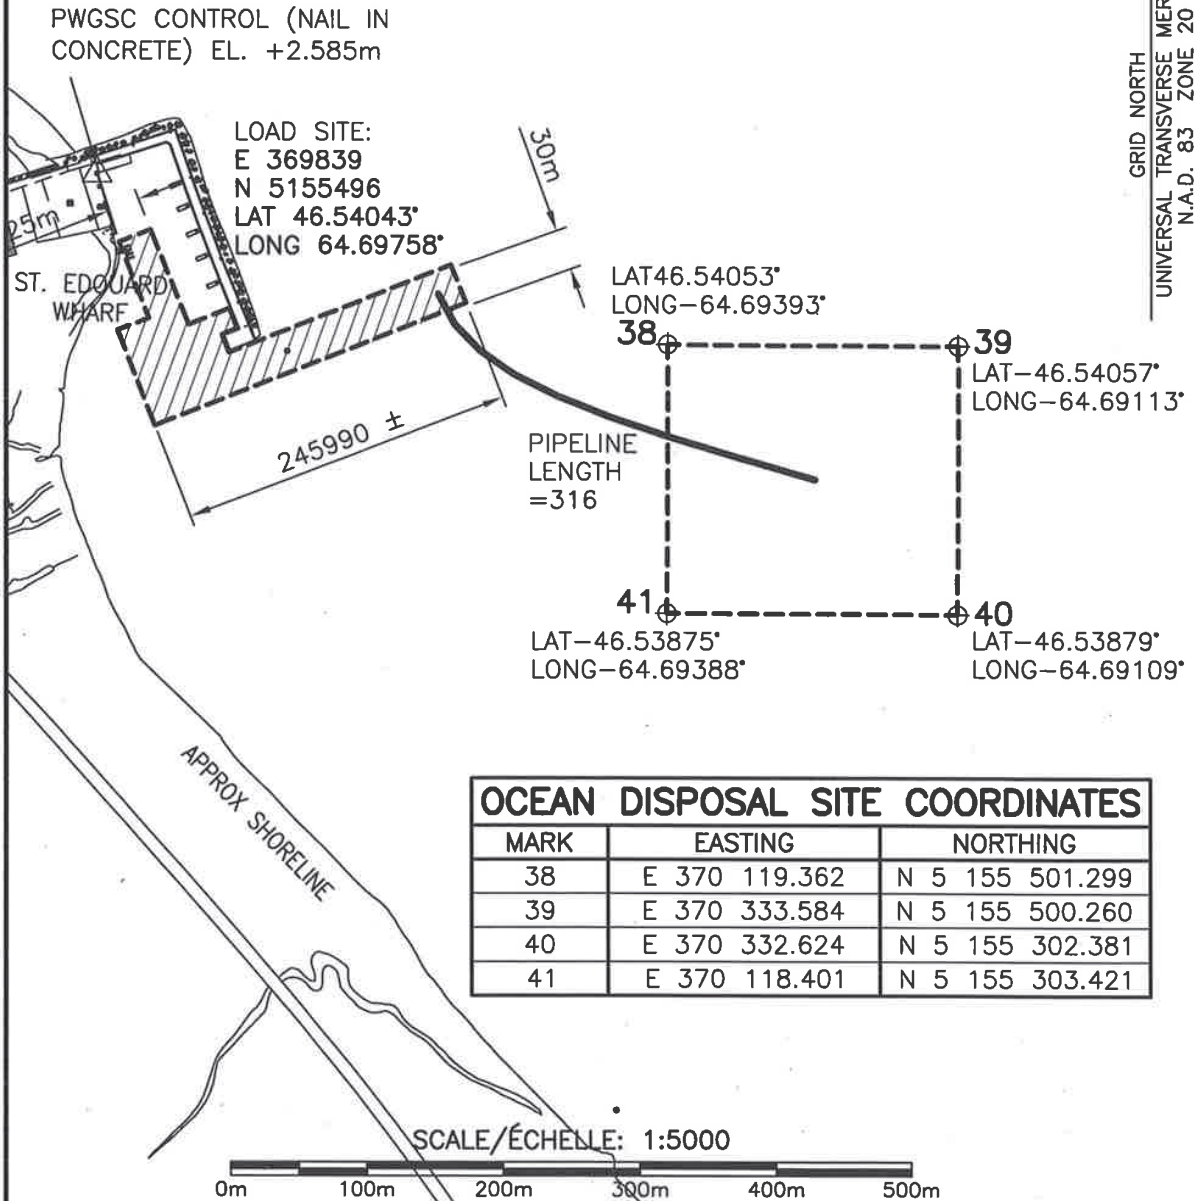 PWGSC CONTROL (NAIL IN
CONCRETE) EL. +2.585m
GRID NORTH
UNIVERSAL TRANSVERSE MER
N.A.D. 83 ZONE 20
LOAD SITE:
E 369839
N 5155496
LAT 46.54043°
LONG 64.69758°
30m
25m
ST. EDOUARD
WHARF
LAT46.54053°
LONG-64.69393°
38
39
LAT-46.54057°
LONG-64.69113°
245990 ±
PIPELINE
LENGTH
=316
41
40
LAT-46.53875°
LONG-64.69388°
LAT-46.53879°
LONG-64.69109°
APPROX SHORELINE
OCEAN DISPOSAL SITE COORDINATES
MARK EASTING NORTHING
38 E 370 119.362 N 5 155 501.299
39 E 370 333.584 N 5 155 500.260
40 E 370 332.624 N 5 155 302.381
41 E 370 118.401 N 5 155 303.421
SCALE/ÉCHELLE: 1:5000
0m 100m 200m 300m 400m 500m